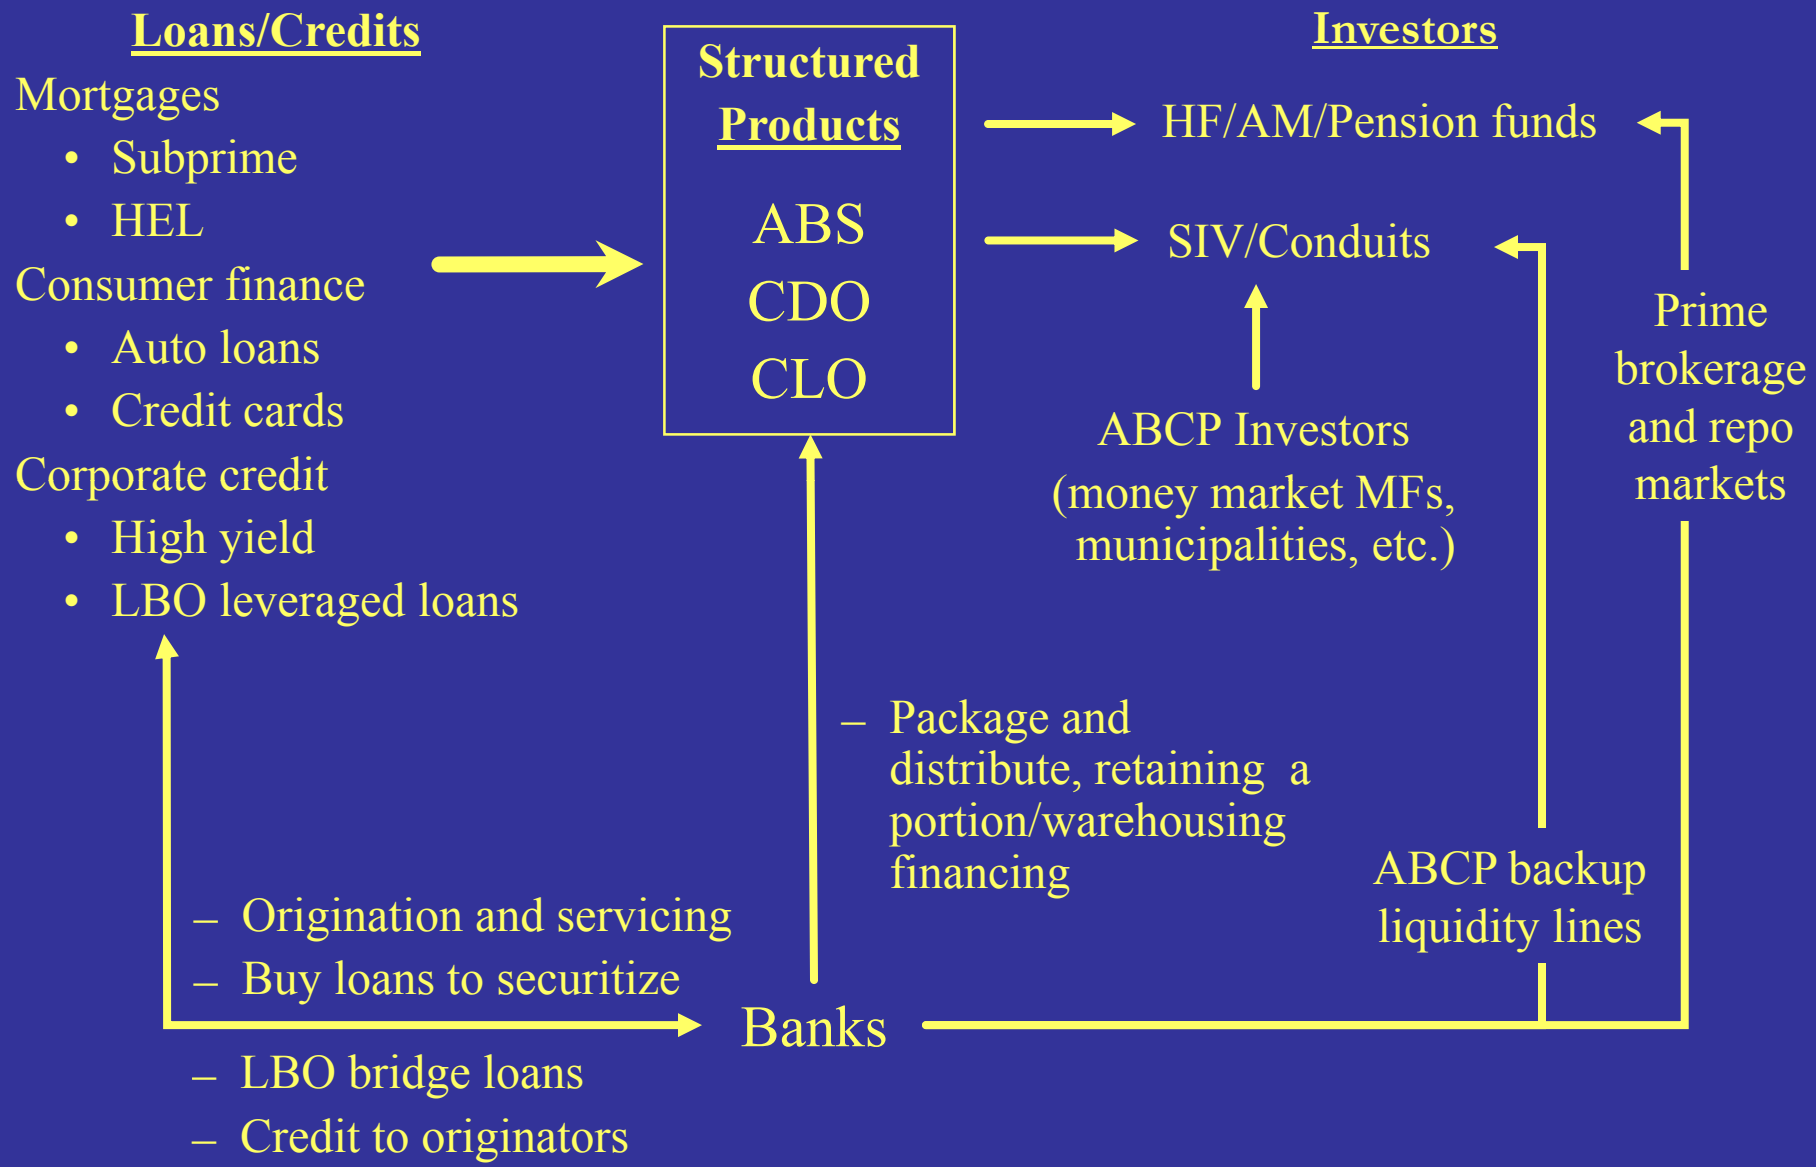 Loans/Credits
Mortgages
• Subprime
• HEL
Consumer finance
• Auto loans
• Credit cards
Corporate credit
• High yield
• LBO leveraged loans
Structured
Products
ABS
CDO
CLO
Investors
HF/AM/Pension funds
SIV/Conduits
ABCP Investors
(money market MFs,
municipalities, etc.)
Prime
brokerage
and repo
markets
– Package and
distribute, retaining a
portion/warehousing
financing
ABCP backup
liquidity lines
– Origination and servicing
– Buy loans to securitize
Banks
– LBO bridge loans
– Credit to originators